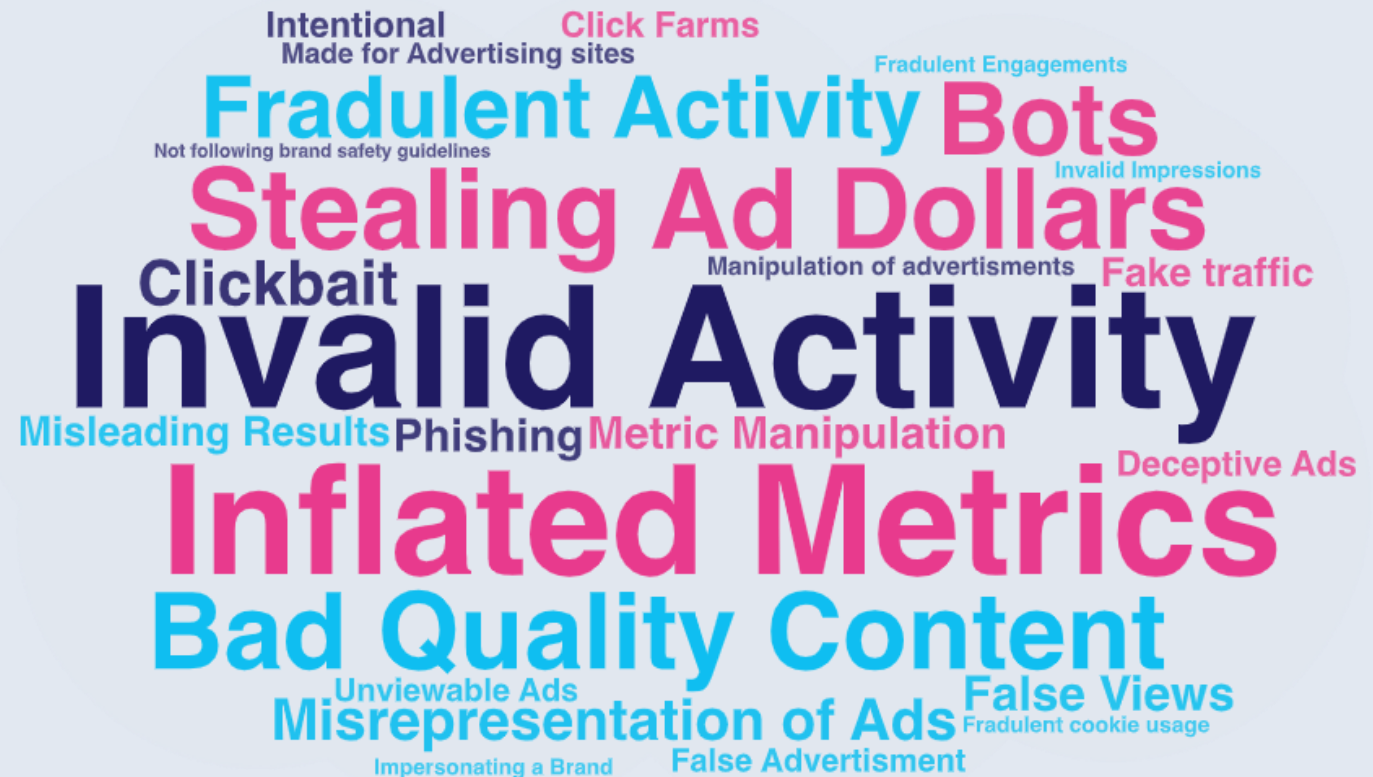 Intentional
Click Farms
Made for Advertising sites
Fradulent Engagements
Fradulent Activity
Bots
Not following brand safety guidelines
Invalid Impressions
Stealing Ad Dollars
Clickbait
Manipulation of advertisments
Fake traffic
Invalid Activity
Misleading Results
Phishing
Metric Manipulation
Deceptive Ads
Inflated Metrics
Bad Quality Content
Unviewable Ads
False Views
Misrepresentation of Ads
Fradulent cookie usage
Impersonating a Brand
False Advertisment